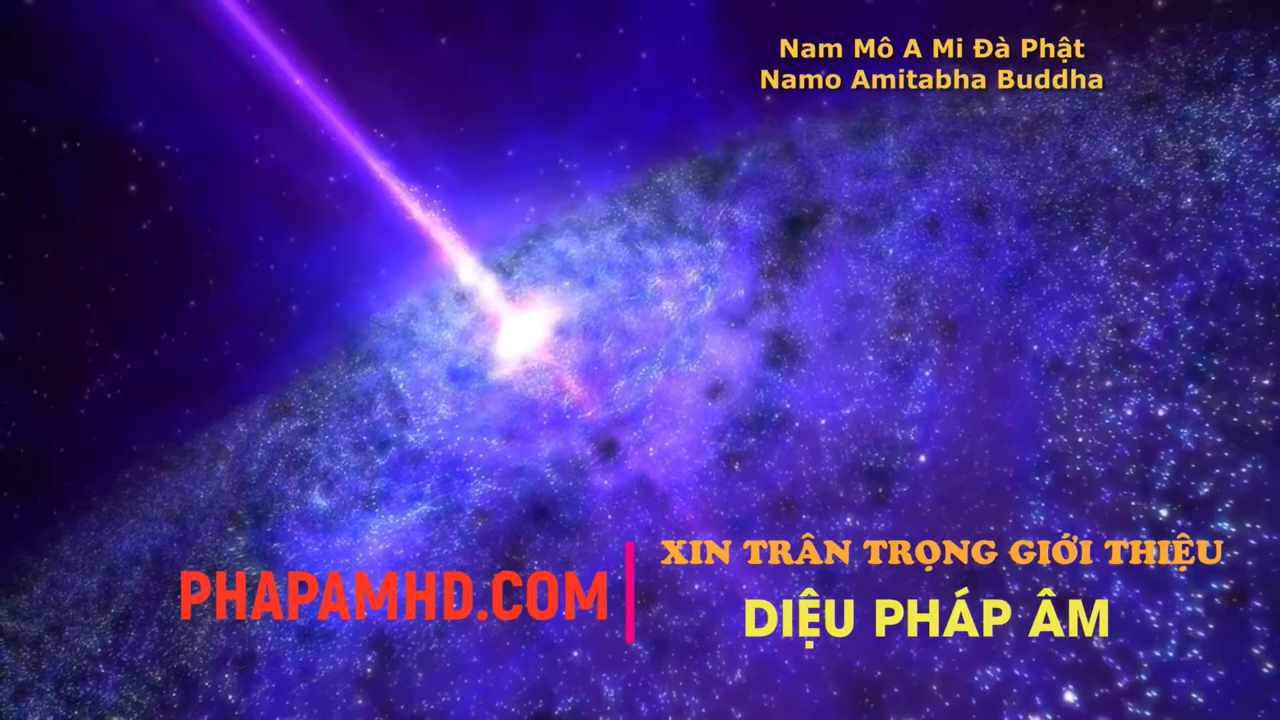 Nam Mô A Mi Đà Phật
Namo Amitabha Buddha
XIN TRÂN TRỌNG GIỚI THIỆU
PHAPAMHD.COM
DIỆU PHÁP ÂM